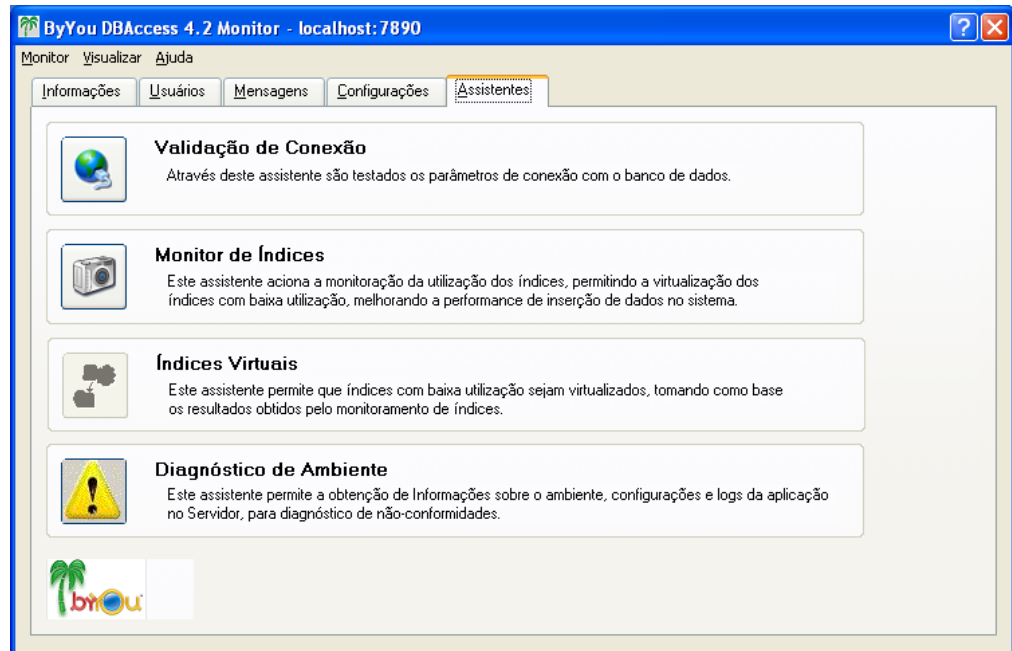 ByYou DBAccess 4.2 Monitor - localhost:7890
Monitor Visualizar Ajuda
Informações Usuários Mensagens Configurações Assistentes
Validação de Conexão
Através deste assistente são testados os parâmetros de conexão com o banco de dados.
Monitor de Índices
Este assistente aciona a monitoração da utilização dos índices, permitindo a virtualização dos
índices com baixa utilização, melhorando a performance de inserção de dados no sistema.
Índices Virtuais
Este assistente permite que índices com baixa utilização sejam virtualizados, tomando como base
os resultados obtidos pelo monitoramento de índices.
Diagnóstico de Ambiente
Este assistente permite a obtenção de Informações sobre o ambiente, configurações e logs da aplicação
no Servidor, para diagnóstico de não-conformidades.
byYou